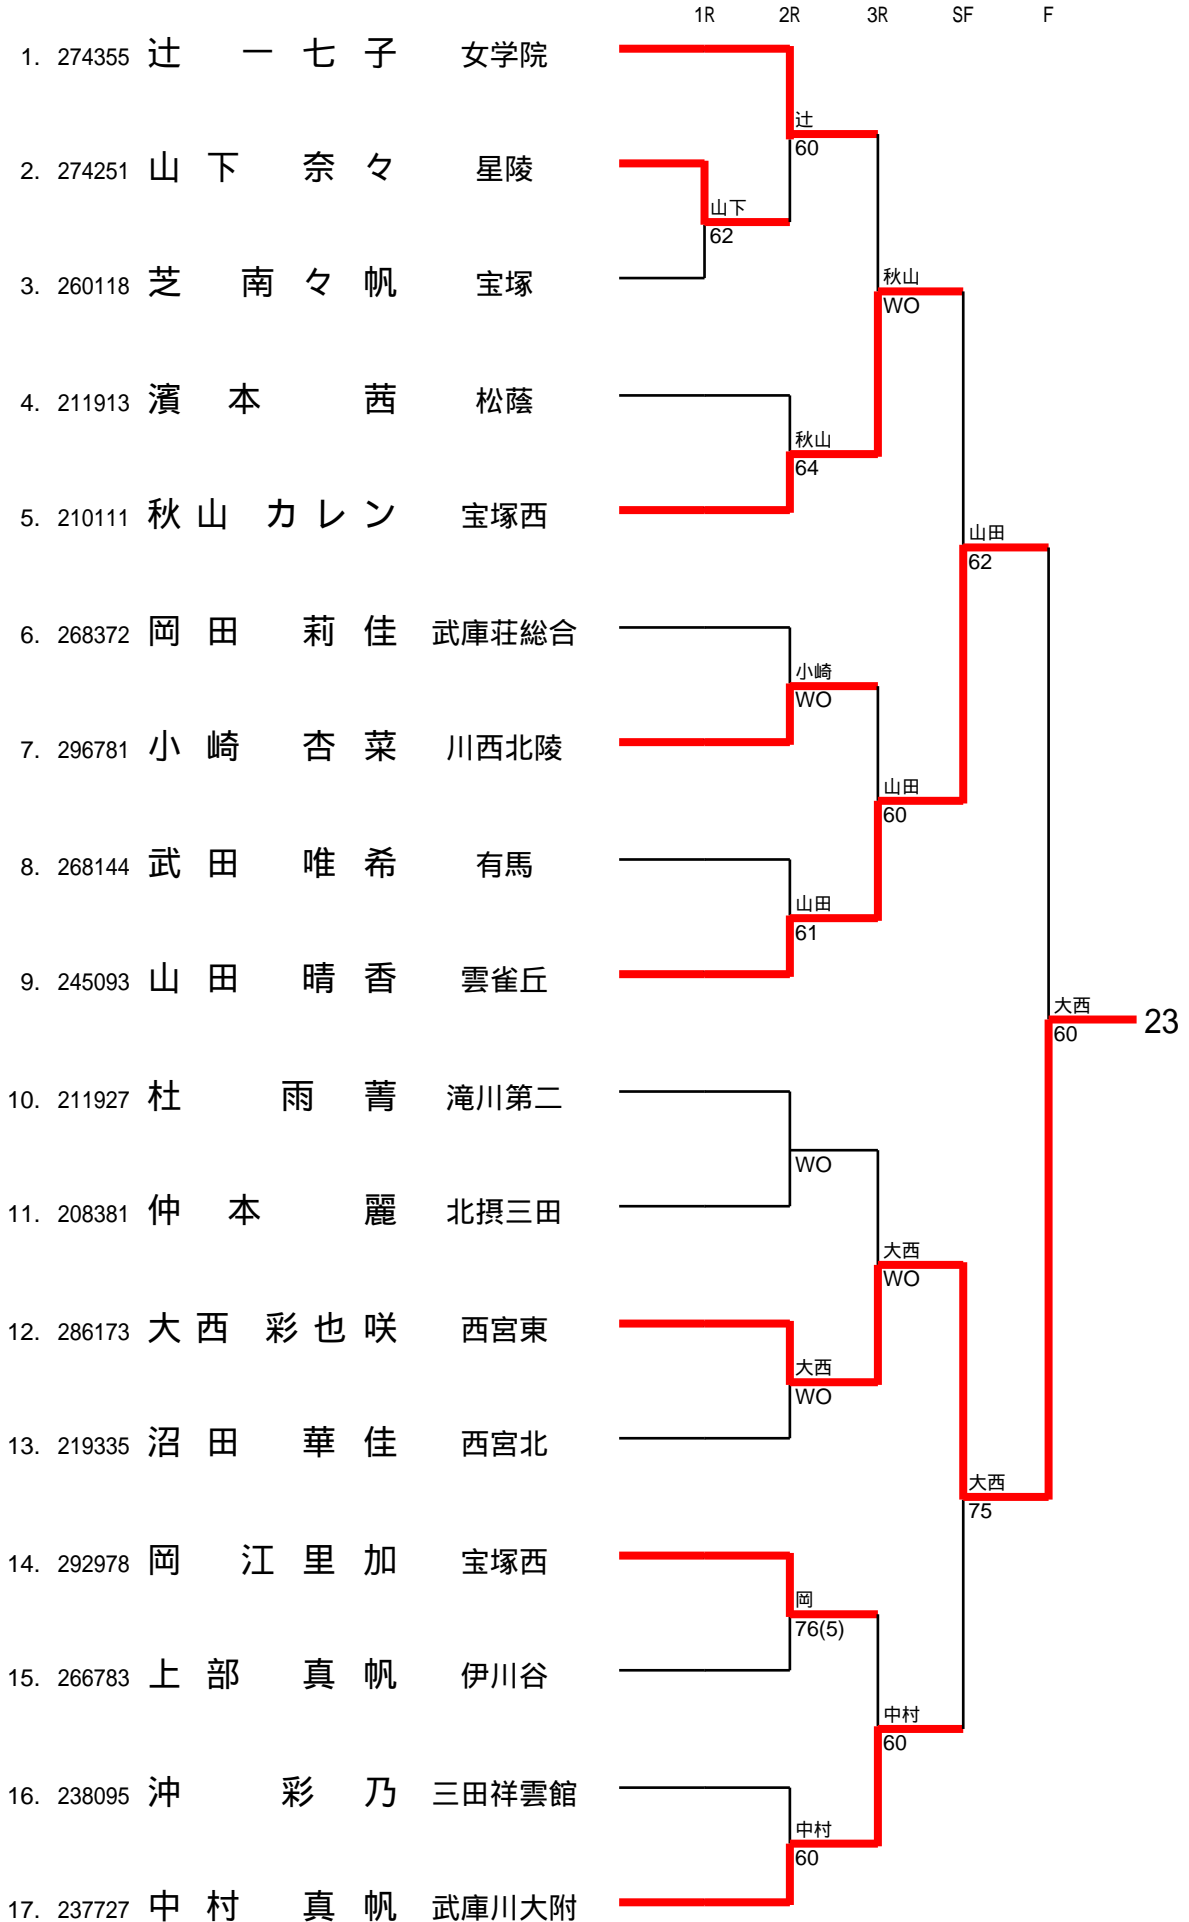 1R 2R 3R SF F
1. 274355 辻 一 七 子 女学院
辻
60
2. 274251 山 下 奈 々 星陵
山下
62
3. 260118 芝 南 々 帆 宝塚
秋山
WO
4. 211913 濱 本 茜 松蔭
秋山
64
5. 210111 秋 山 カ レ ン 宝塚西
山田
62
6. 268372 岡 田 莉 佳 武庫荘総合
小崎
WO
7. 296781 小 崎 杏 菜 川西北陵
山田
60
8. 268144 武 田 唯 希 有馬
山田
61
9. 245093 山 田 晴 香 雲雀丘
大西
60
23
10. 211927 杜 雨 菁 滝川第二
WO
11. 208381 仲 本 麗 北摂三田
大西
WO
12. 286173 大 西 彩 也 咲 西宮東
大西
WO
13. 219335 沼 田 華 佳 西宮北
大西
75
14. 292978 岡 江 里 加 宝塚西
岡
76(5)
15. 266783 上 部 真 帆 伊川谷
中村
60
16. 238095 沖 彩 乃 三田祥雲館
中村
60
17. 237727 中 村 真 帆 武庫川大附